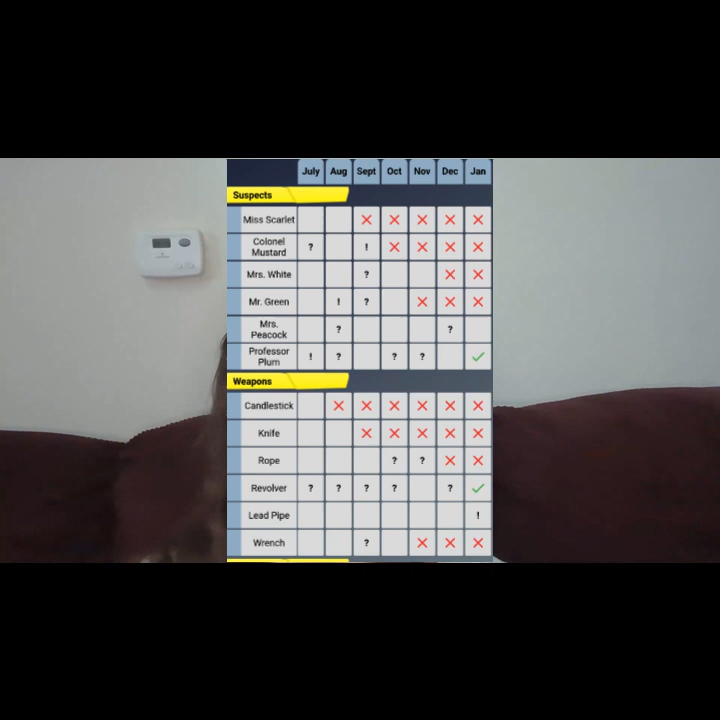 July Aug Sept Oct Nov Dec Jan
Suspects
Miss Scarlet
Colonel
Mustard ? !
Mrs. White ?
Mr. Green ! ?
Mrs.
Peacock ? ?
Professor
Plum ! ? ? ?
Weapons
Candlestick
Knife
Rope ? ?
Revolver ? ? ? ? ?
Lead Pipe !
Wrench ?